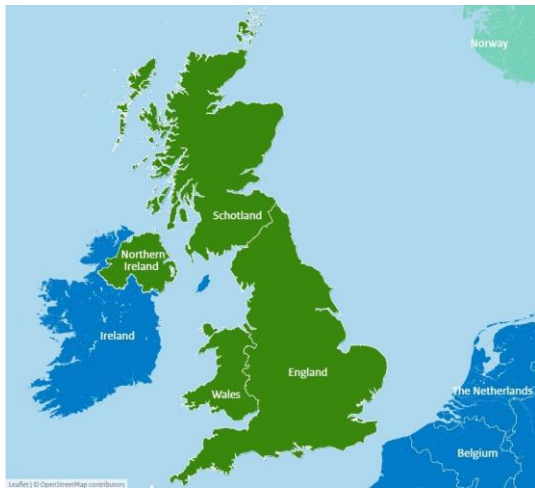 Norway
Schotland
Northern
Ireland
Ireland
England
Wales
The Netherlands
Belgium
Leaflet | © OpenStreetMap contributors